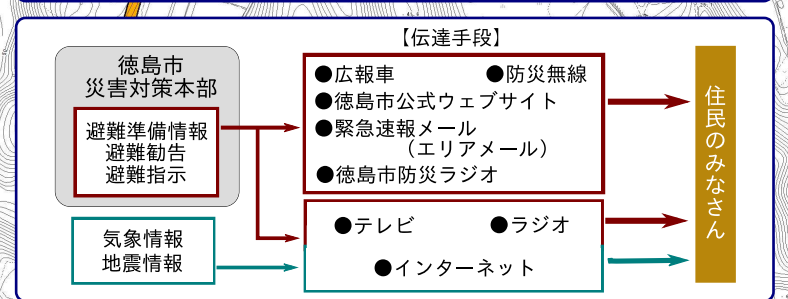 【伝達手段】
徳島市
災害対策本部
避難準備情報
避難勧告
避難指示
気象情報
地震情報
●広報車 ●防災無線
●徳島市公式ウェブサイト
●緊急速報メール
(エリアメール)
●徳島市防災ラジオ
●テレビ ●ラジオ
●インターネット
住民のみなさん